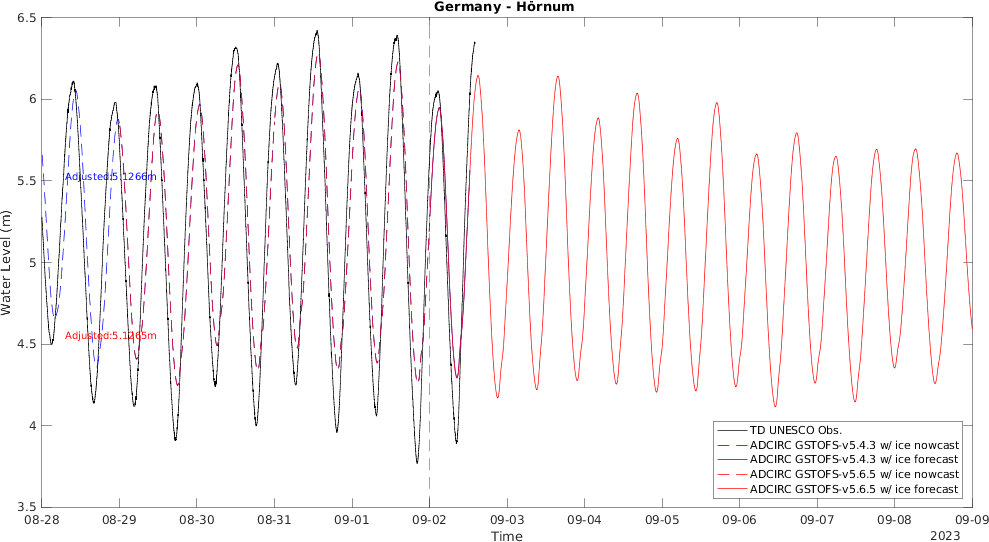 Germany - Hörnum
6.5
6
5.5
5
4.5
4
3.5
Water Level (m)
Adjusted:5.1266m
Adjusted:5.1265m
TD UNESCO Obs.
ADCIRC GSTOFS-v5.4.3 w/ ice nowcast
ADCIRC GSTOFS-v5.4.3 w/ ice forecast
ADCIRC GSTOFS-v5.6.5 w/ ice nowcast
ADCIRC GSTOFS-v5.6.5 w/ ice forecast
08-28 08-29 08-30 08-31 09-01 09-02 09-03 09-04 09-05 09-06 09-07 09-08 09-09
Time
2023